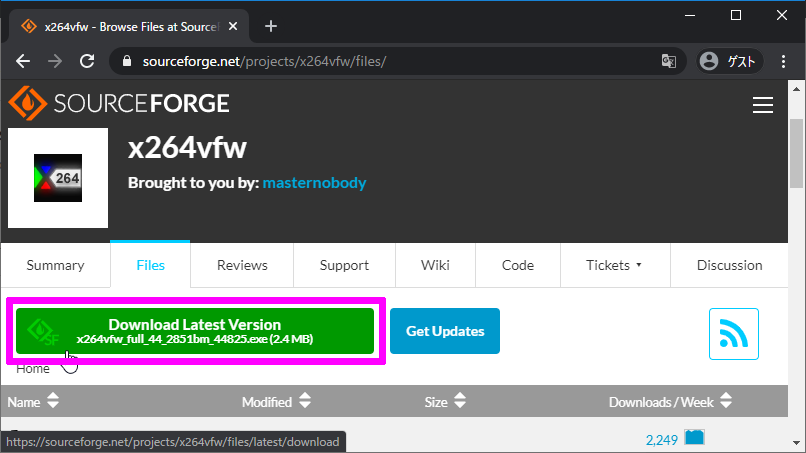 x264vfw - Browse Files at SourceF
sourceforge.net/projects/x264vfw/files/
ゲスト
SOURCEFORGE
264
x264vfw
Brought to you by: masternobody
Summary
Files
Reviews
Support
Wiki
Code
Tickets
Discussion
SF
Download Latest Version
x264vfw_full_44_2851bm_44825.exe (2.4 MB)
Get Updates
Home
Name
Modified
Size
Downloads / Week
https://sourceforge.net/projects/x264vfw/files/latest/download
2,249